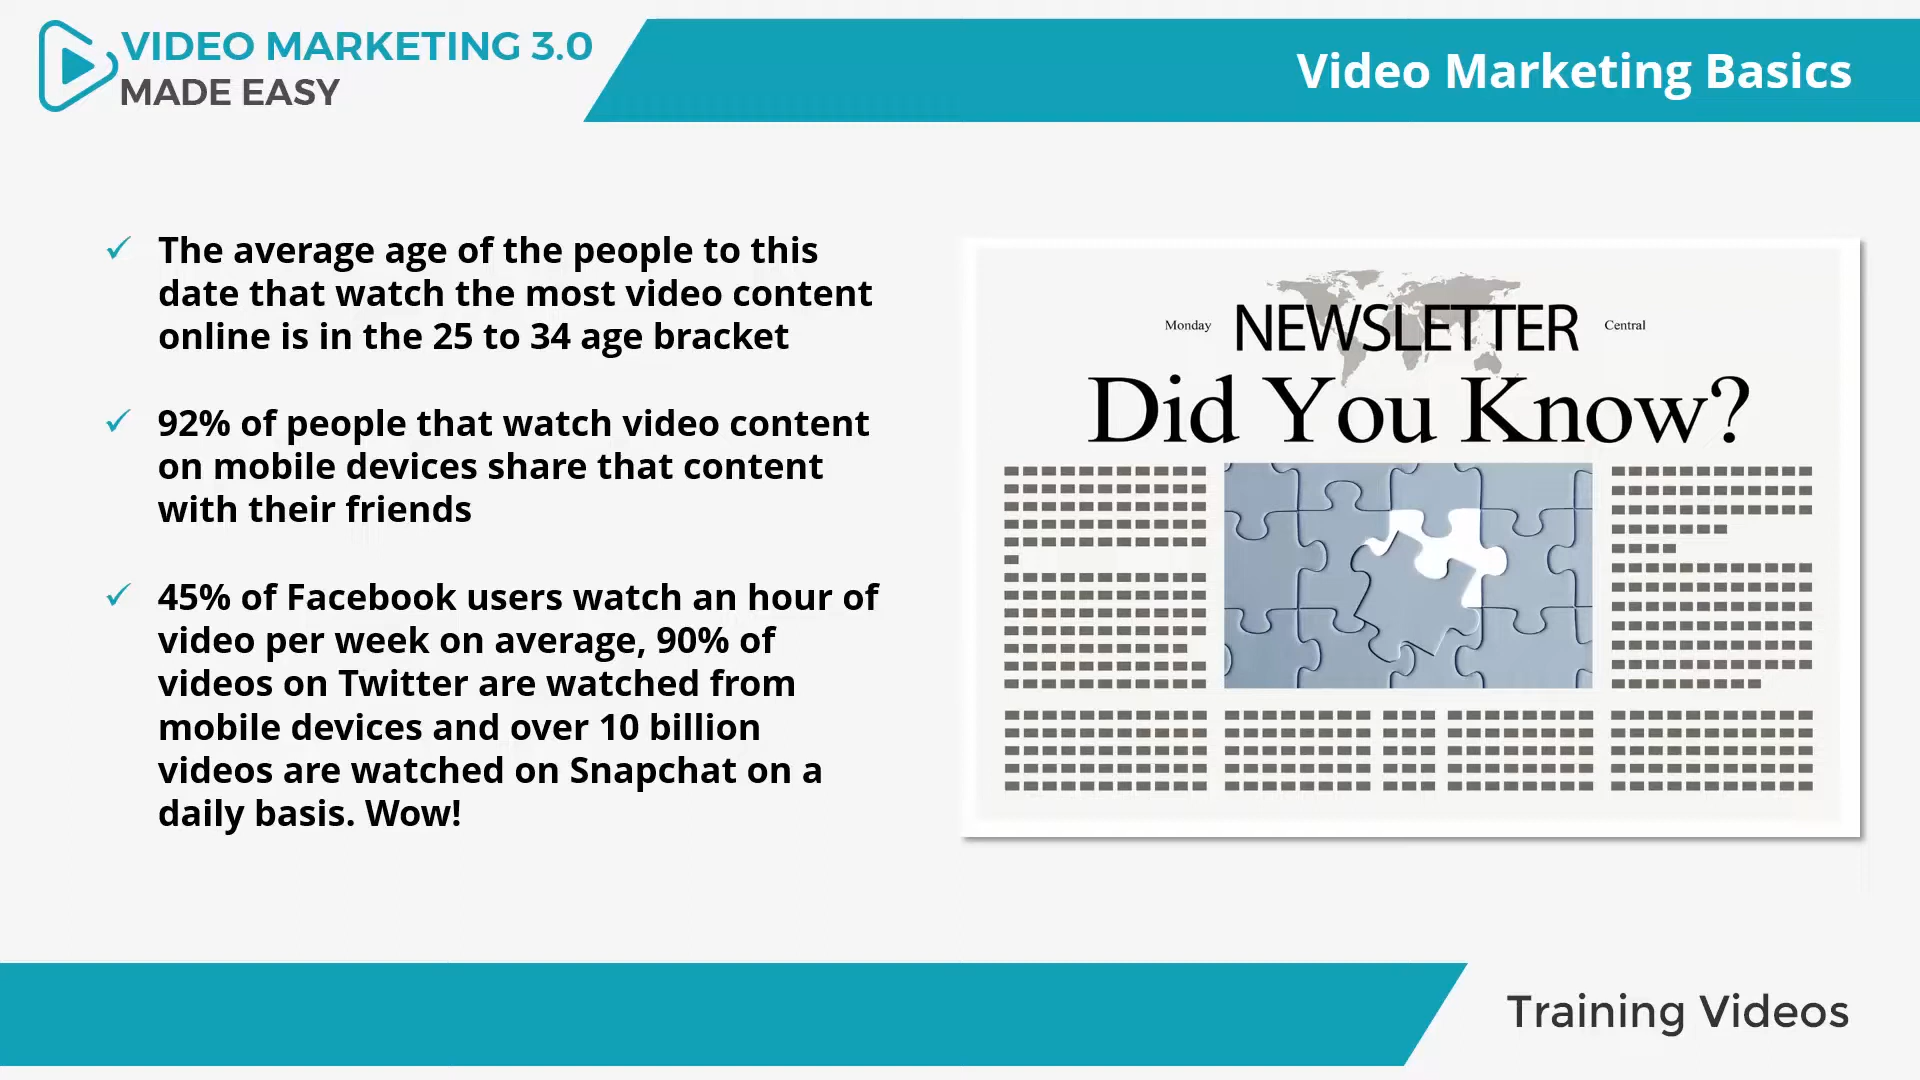 VIDEO MARKETING 3.0
MADE EASY
Video Marketing Basics
The average age of the people to this
date that watch the most video content
online is in the 25 to 34 age bracket
92% of people that watch video content
on mobile devices share that content
with their friends
45% of Facebook users watch an hour of
video per week on average, 90% of
videos on Twitter are watched from
mobile devices and over 10 billion
videos are watched on Snapchat on a
daily basis. Wow!
Monday NEWSLETTER Central
Did You Know?
Training Videos